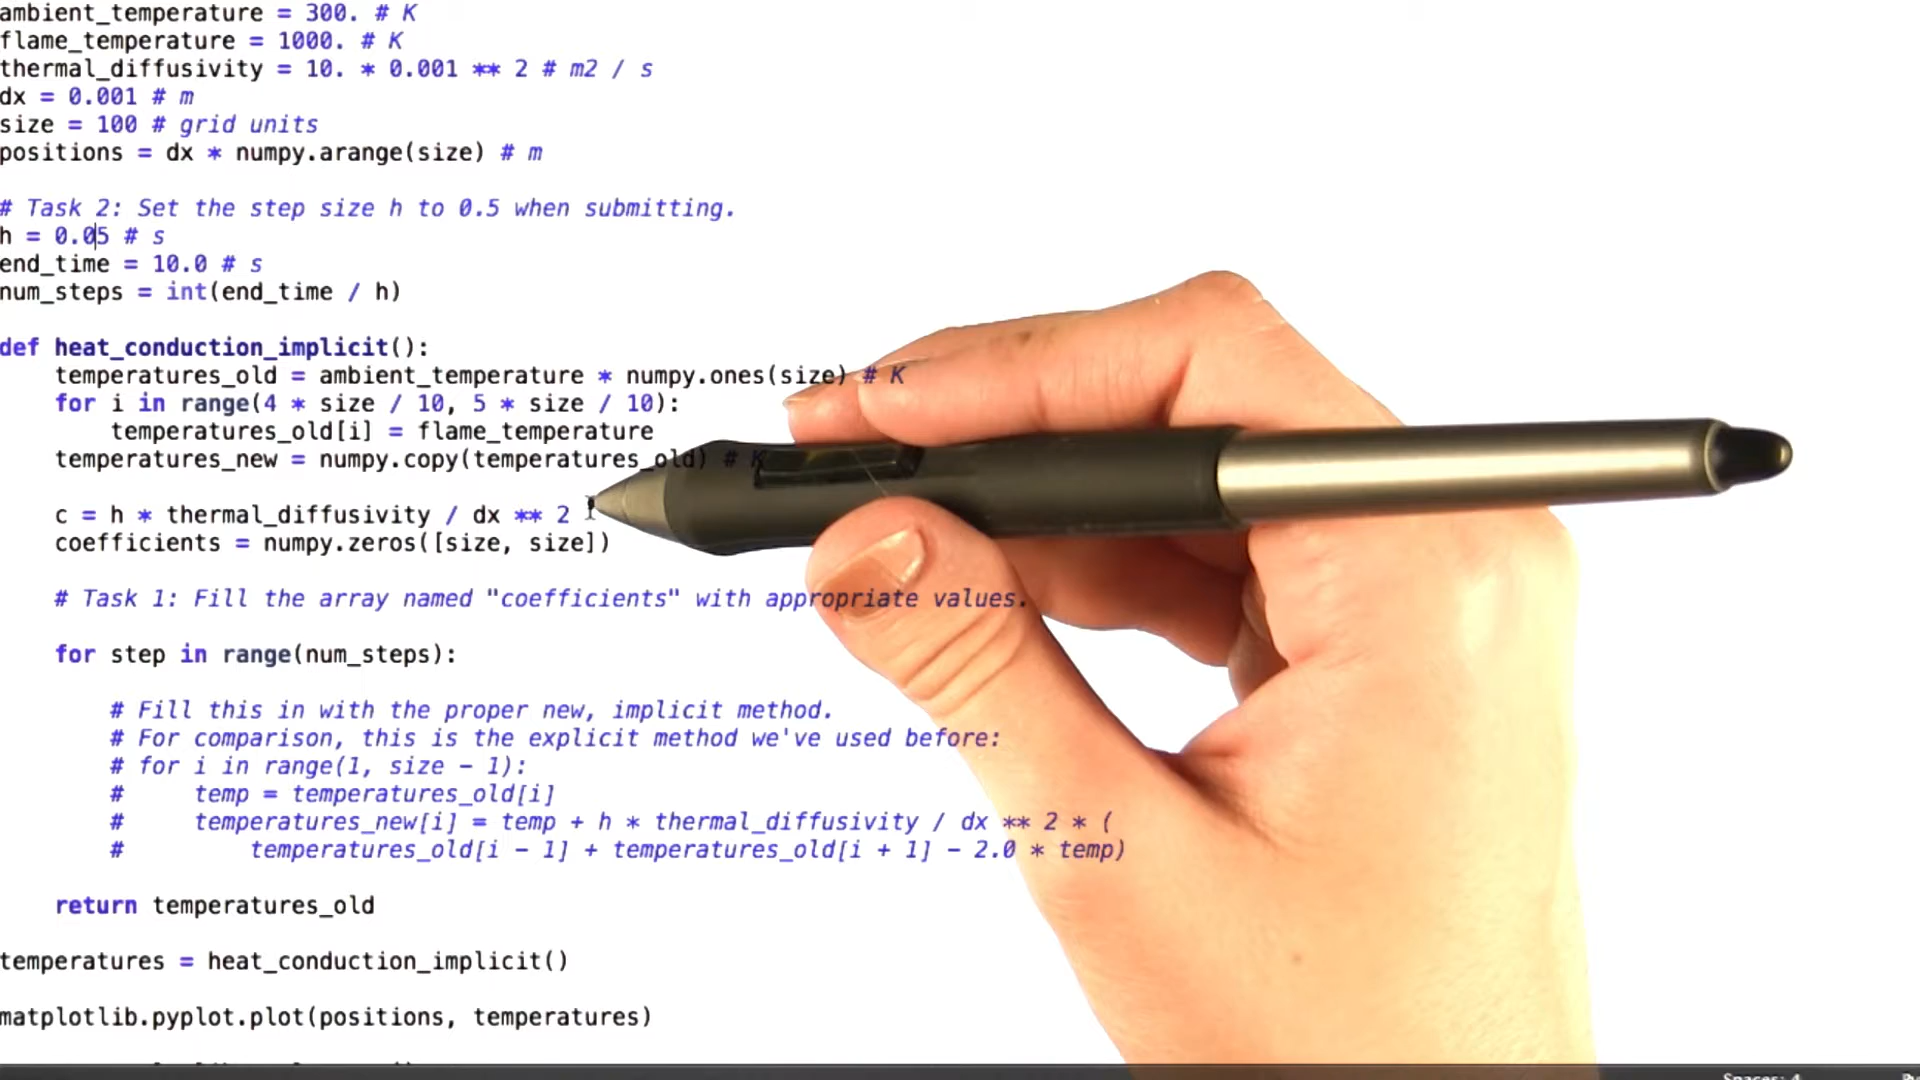 ambient_temperature = 300. # K
flame_temperature = 1000. # K
thermal_diffusivity = 10. * 0.001 ** 2 # m2 / s
dx = 0.001 # m
size = 100 # grid units
positions = dx * numpy.arange(size) # m
# Task 2: Set the step size h to 0.5 when submitting.
h = 0.05 # s
end_time = 10.0 # s
num_steps = int(end_time / h)
def heat_conduction_implicit():
    temperatures_old = ambient_temperature * numpy.ones(size) # K
    for i in range(4 * size / 10, 5 * size / 10):
        temperatures_old[i] = flame_temperature
    temperatures_new = numpy.copy(temperatures_old) # K
    c = h * thermal_diffusivity / dx ** 2
    coefficients = numpy.zeros([size, size])
    # Task 1: Fill the array named "coefficients" with appropriate values.
    for step in range(num_steps):
        # Fill this in with the proper new, implicit method.
        # For comparison, this is the explicit method we've used before:
        # for i in range(1, size - 1):
        #     temp = temperatures_old[i]
        #     temperatures_new[i] = temp + h * thermal_diffusivity / dx ** 2 * (
        #         temperatures_old[i - 1] + temperatures_old[i + 1] - 2.0 * temp)
    return temperatures_old
temperatures = heat_conduction_implicit()
matplotlib.pyplot.plot(positions, temperatures)